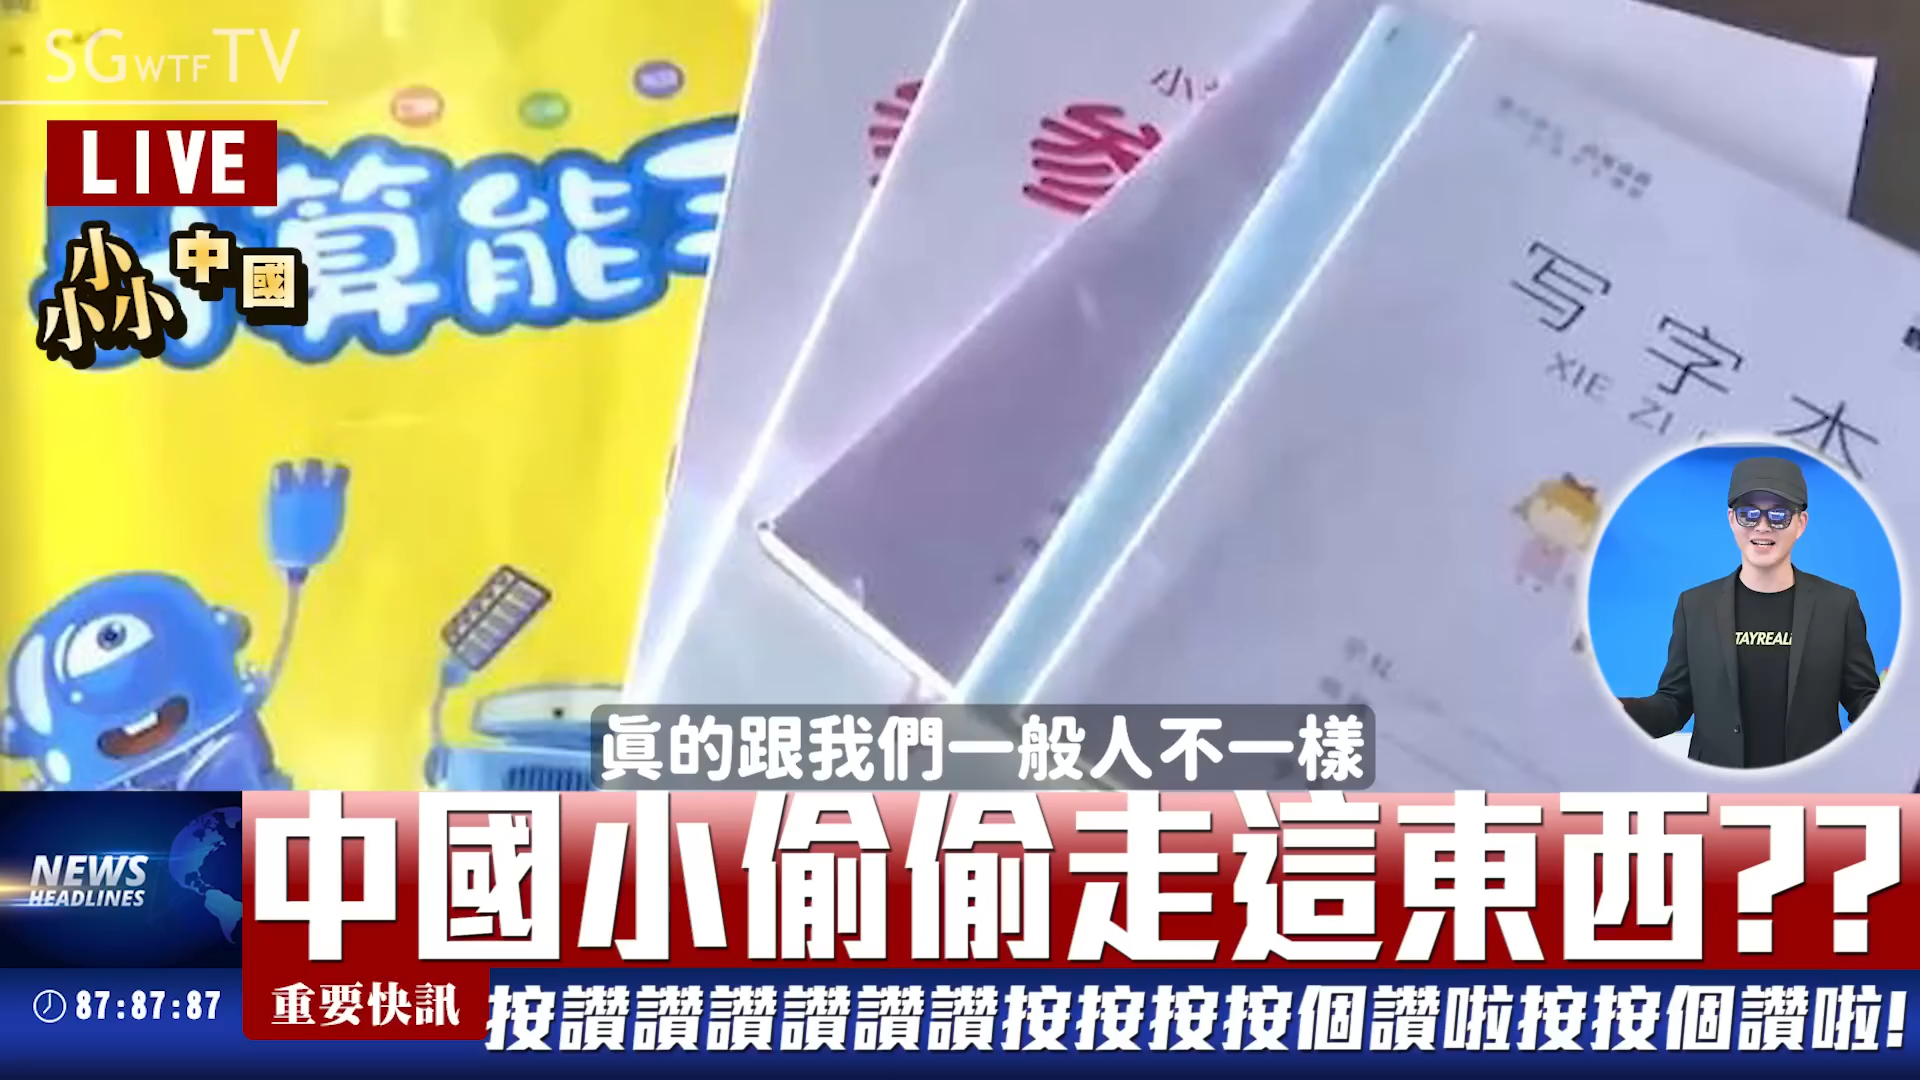 SGWTFTV
LIVE
小小小中國
算能
小
写字本
XIE ZI
TAYREAL
真的跟我們一般人不一樣
中國小偷偷走這東西??
NEWS
HEADLINES
87:87:87
重要快訊
按讚讚讚讚讚讚按按按按個讚啦按按個讚啦!